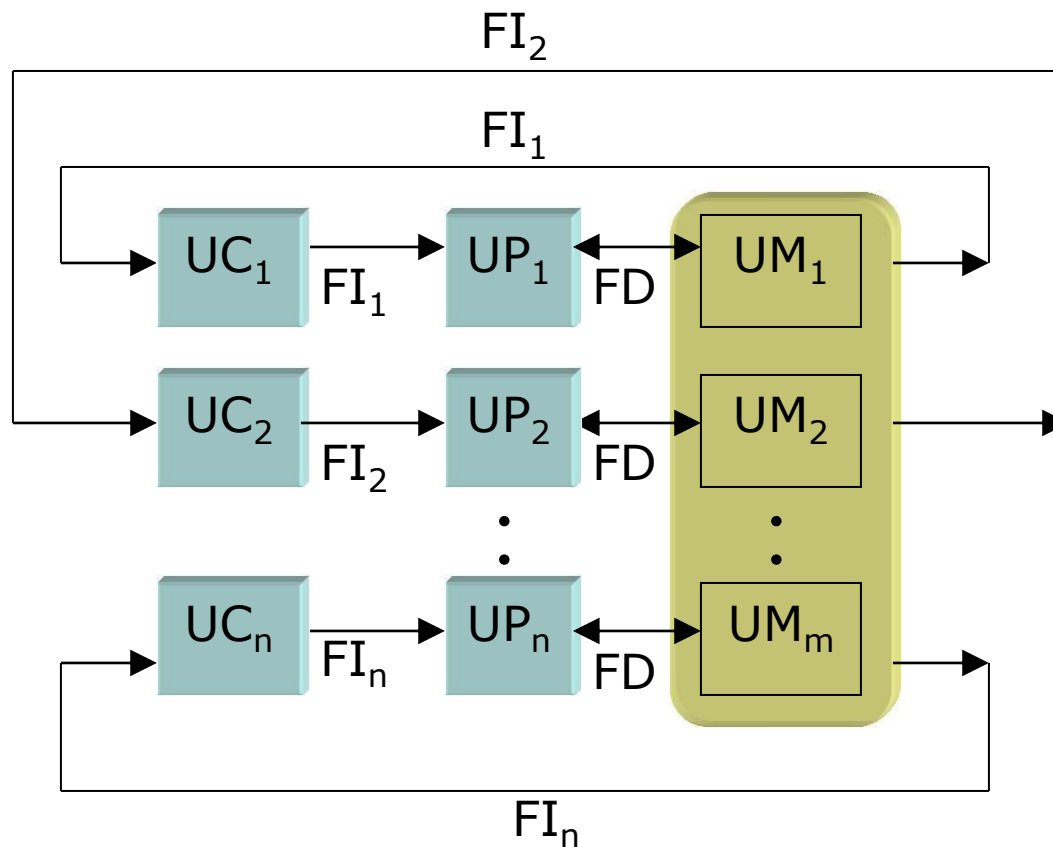 FI₂
FI₁
UC₁ UP₁ UM₁
FI₁ FD
UC₂ UP₂ UM₂
FI₂ FD
UCₙ UPₙ UMₘ
FIₙ FD
FIₙ